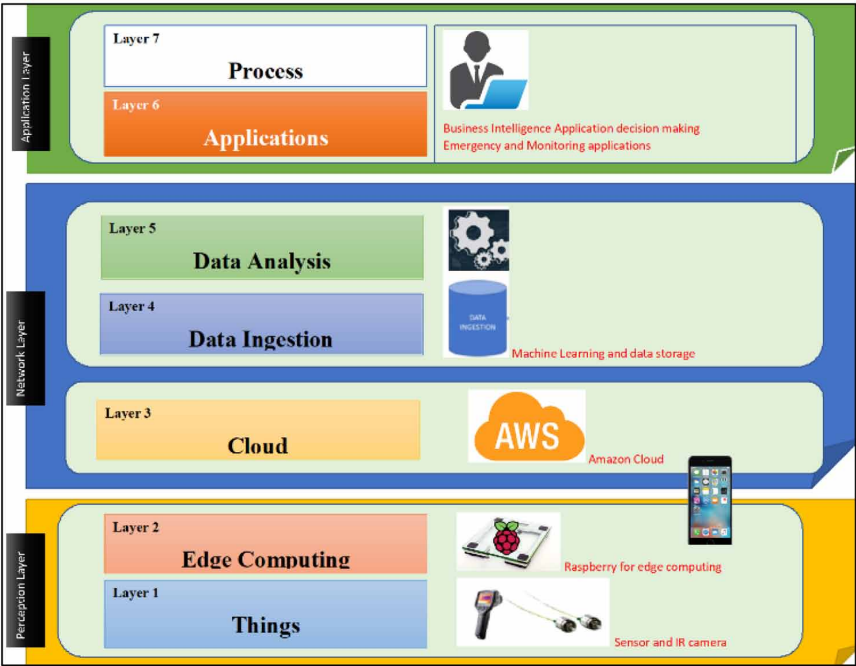 Application Layer
Layer 7
Process
Layer 6
Applications
Business Intelligence Application decision making
Emergency and Monitoring applications
Network Layer
Layer 5
Data Analysis
Layer 4
Data Ingestion
DATA
INGESTION
Machine Learning and data storage
Layer 3
Cloud
AWS
Amazon Cloud
Perception Layer
Layer 2
Edge Computing
Raspberry for edge computing
Layer 1
Things
Sensor and IR camera